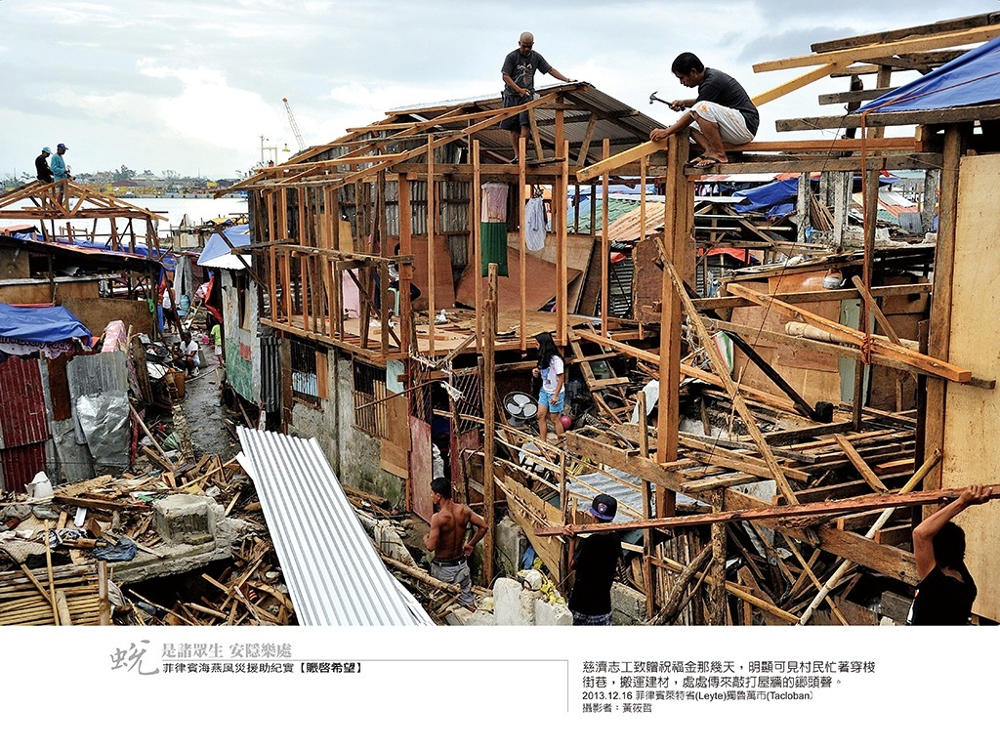 蛻 是諸眾生 安隱樂處
菲律賓海燕風災援助紀實【賑啓希望】
慈濟志工致贈祝福金那幾天，明顯可見村民忙著穿梭
街巷，搬運建材，處處傳來敲打屋牆的鎯頭聲。
2013.12.16 菲律賓萊特省(Leyte)獨魯萬市(Tacloban)
攝影者：黃筱哲